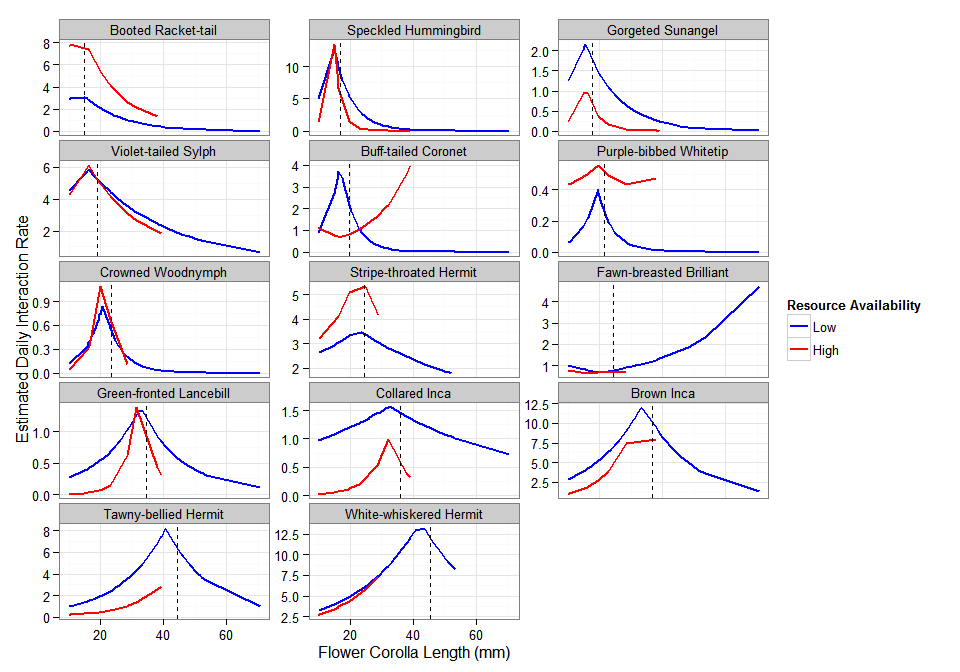 Booted Racket-tail Speckled Hummingbird Gorgeted Sunangel
8 6 4 2 0
10 5 0
2.0 1.5 1.0 0.5 0.0
Violet-tailed Sylph Buff-tailed Coronet Purple-bibbed Whitetip
6 4 2
4 3 2 1 0
0.4 0.2 0.0
Crowned Woodnymph Stripe-throated Hermit Fawn-breasted Brilliant
0.9 0.6 0.3 0.0
5 4 3 2
4 3 2 1
Green-fronted Lancebill Collared Inca Brown Inca
1.0 0.5 0.0
1.5 1.0 0.5 0.0
12.5 10.0 7.5 5.0 2.5
Tawny-bellied Hermit White-whiskered Hermit
8 6 4 2 0
12.5 10.0 7.5 5.0 2.5
20 40 60 20 40 60
Flower Corolla Length (mm)
Estimated Daily Interaction Rate
Resource Availability
Low
High